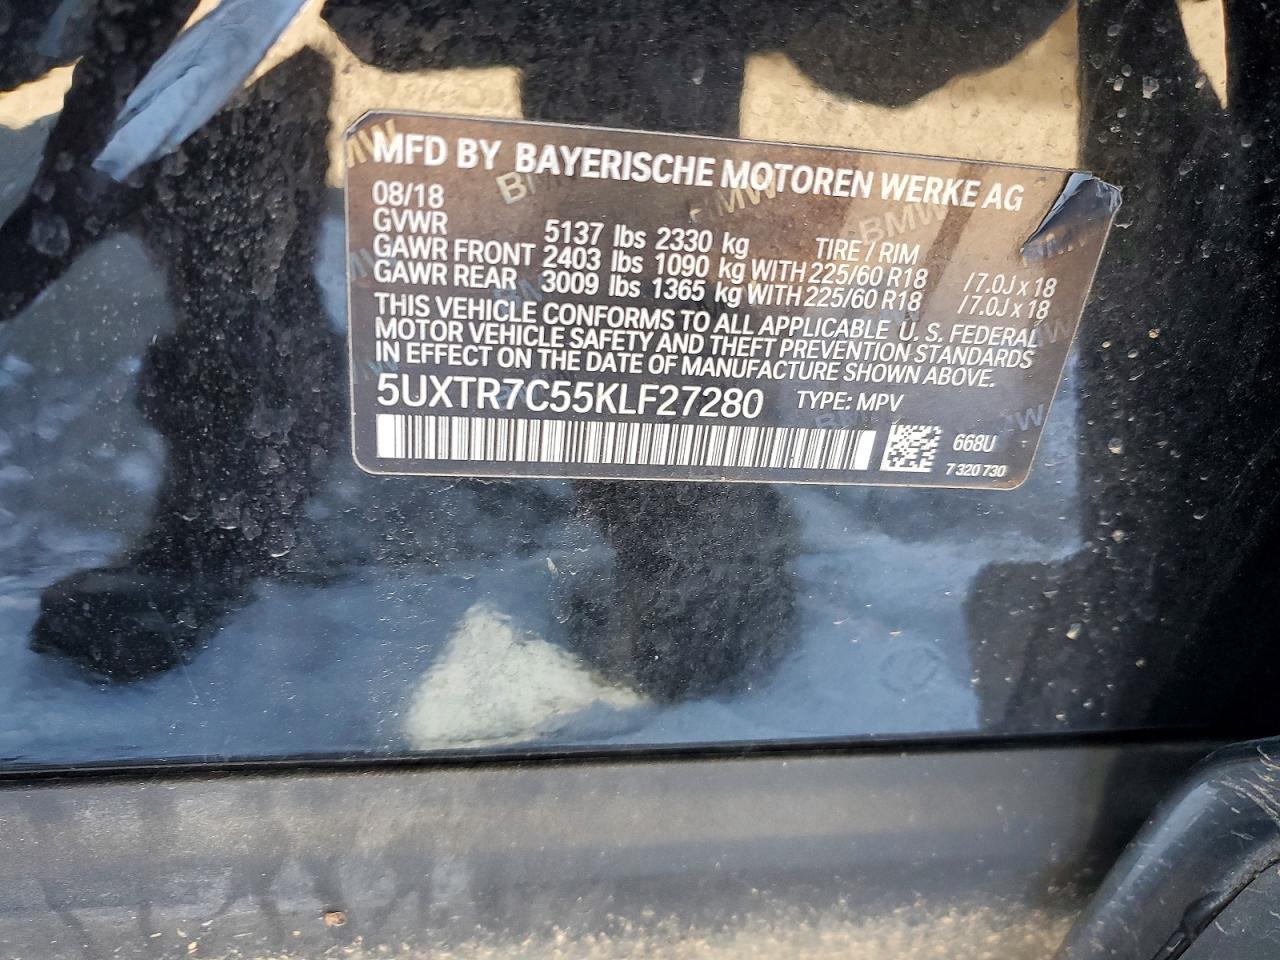 MFD BY BAYERISCHE MOTOREN WERKE AG
08/18
GVWR 5137 lbs 2330 kg TIRE / RIM
GAWR FRONT 2403 lbs 1090 kg WITH 225/60 R18 / 7.0J x 18
GAWR REAR 3009 lbs 1365 kg WITH 225/60 R18 / 7.0J x 18
THIS VEHICLE CONFORMS TO ALL APPLICABLE U. S. FEDERAL
MOTOR VEHICLE SAFETY AND THEFT PREVENTION STANDARDS
IN EFFECT ON THE DATE OF MANUFACTURE SHOWN ABOVE.
5UXTR7C55KLF27280 TYPE: MPV
668U
7 320 730